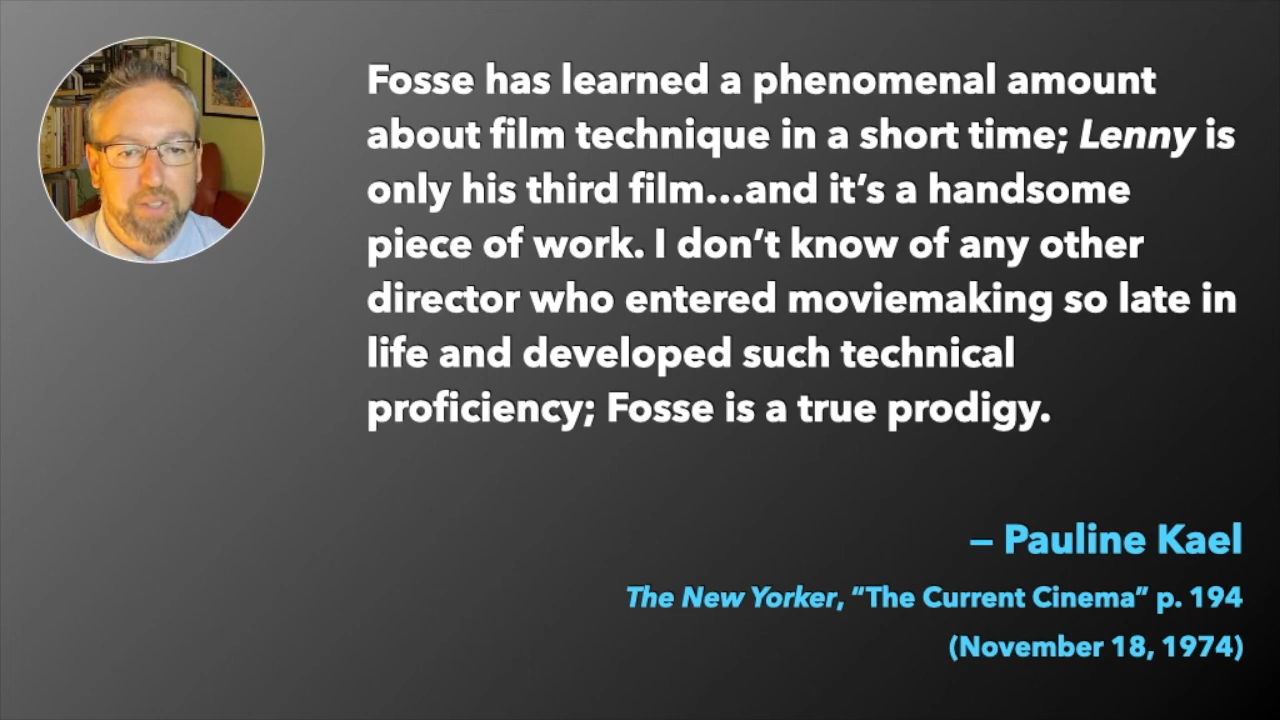 Fosse has learned a phenomenal amount
about film technique in a short time; Lenny is
only his third film...and it’s a handsome
piece of work. I don’t know of any other
director who entered moviemaking so late in
life and developed such technical
proficiency; Fosse is a true prodigy.
– Pauline Kael
The New Yorker, “The Current Cinema” p. 194
(November 18, 1974)